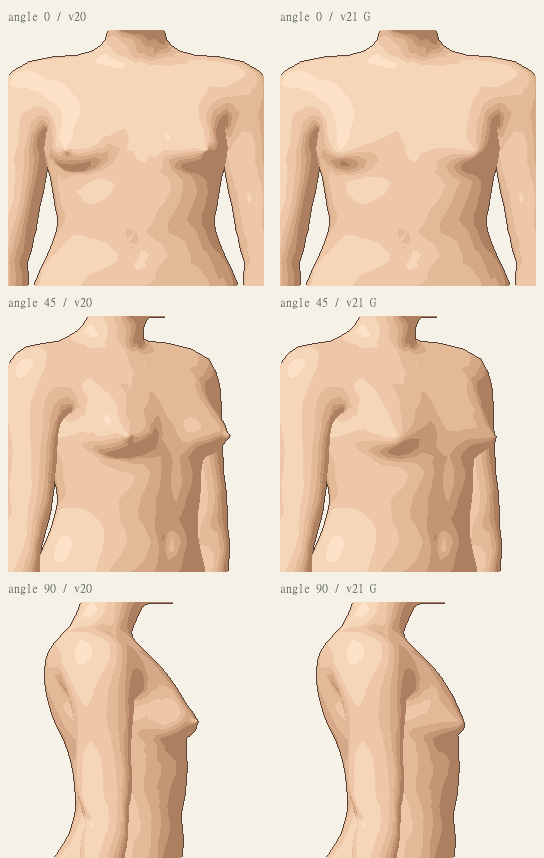 angle 0 / v20
angle 0 / v21 G
angle 45 / v20
angle 45 / v21 G
angle 90 / v20
angle 90 / v21 G